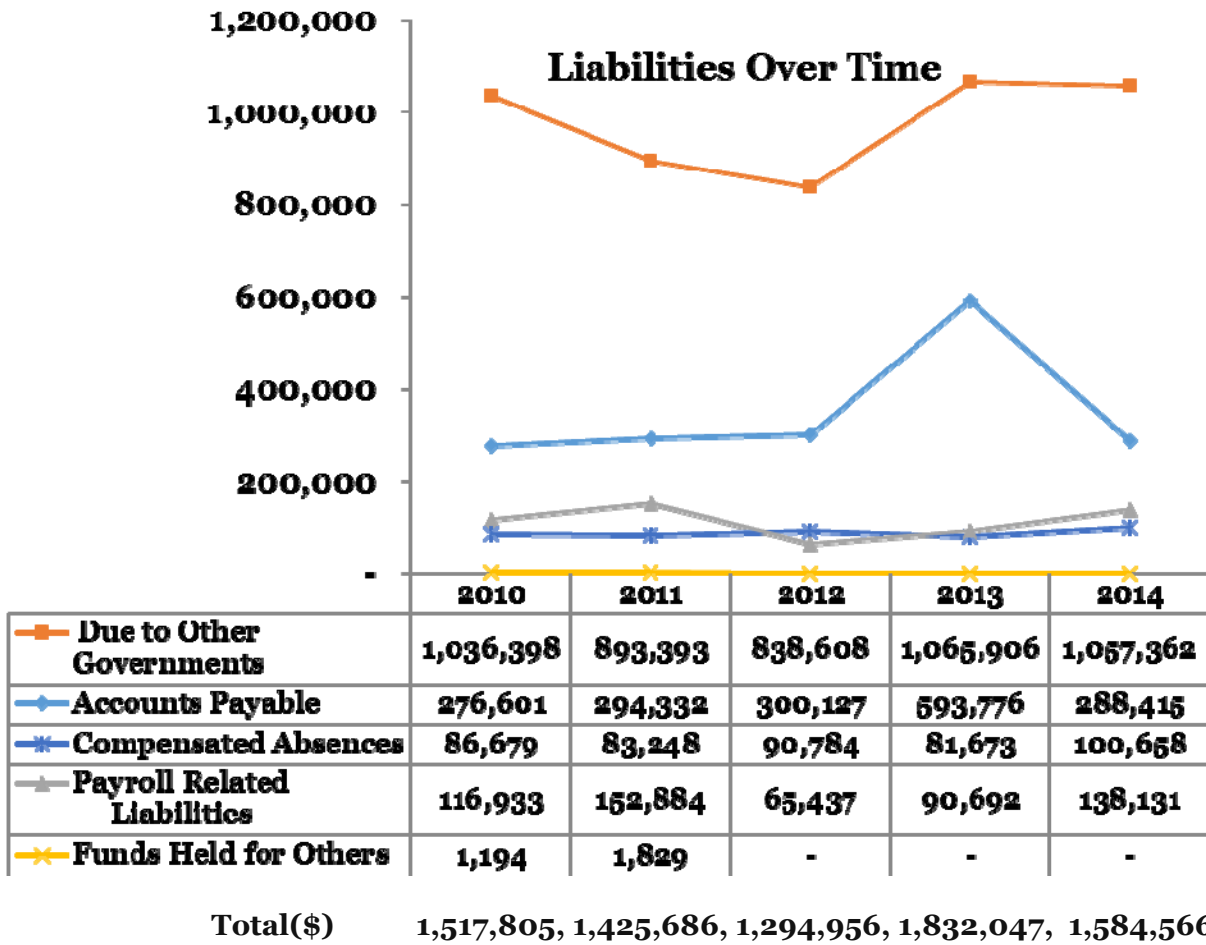 1,200,000
Liabilities Over Time
1,000,000
800,000
600,000
400,000
200,000
-
2010 2011 2012 2013 2014
Due to Other Governments 1,036,398 893,393 838,608 1,065,906 1,057,362
Accounts Payable 276,601 294,332 300,127 593,776 288,415
Compensated Absences 86,679 83,248 90,784 81,673 100,658
Payroll Related Liabilities 116,933 152,884 65,437 90,692 138,131
Funds Held for Others 1,194 1,829 - - -
Total($) 1,517,805, 1,425,686, 1,294,956, 1,832,047, 1,584,566